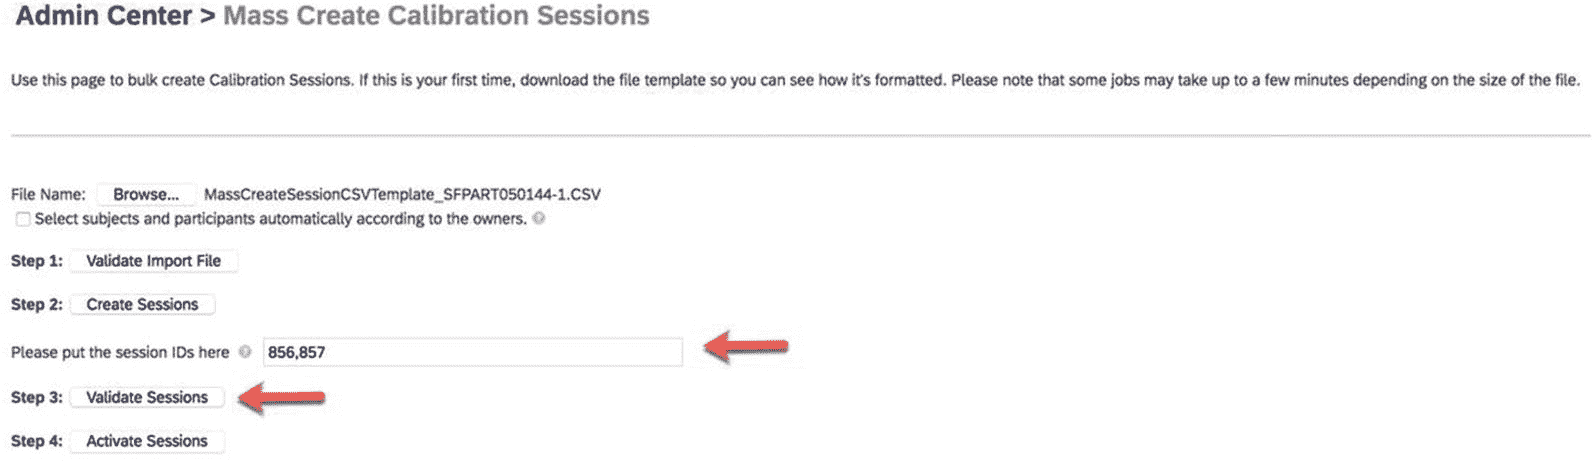 Admin Center > Mass Create Calibration Sessions
Use this page to bulk create Calibration Sessions. If this is your first time, download the file template so you can see how it's formatted. Please note that some jobs may take up to a few minutes depending on the size of the file.
File Name: Browse... MassCreateSessionCSVTemplate_SFPART050144-1.CSV
Select subjects and participants automatically according to the owners. ?
Step 1: Validate Import File
Step 2: Create Sessions
Please put the session IDs here ? 856,857
Step 3: Validate Sessions
Step 4: Activate Sessions